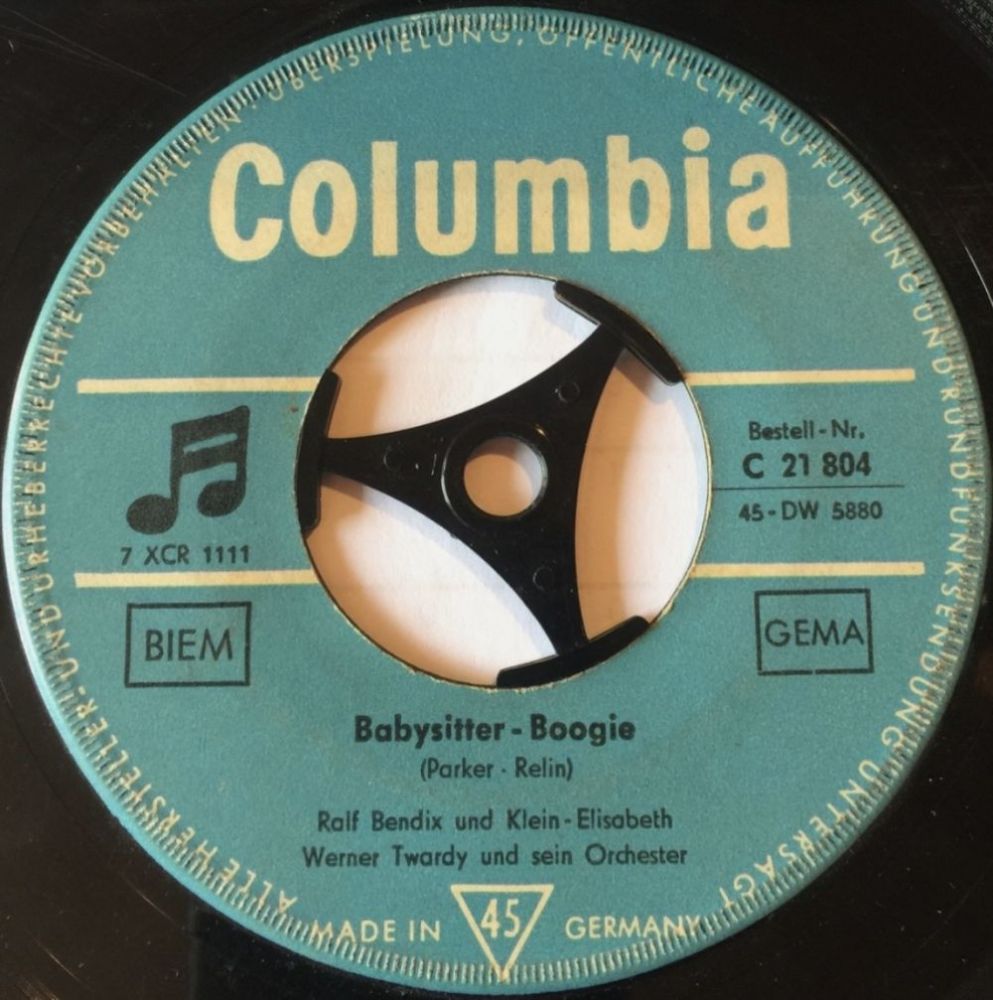 ALLE HERSTELLER- UND URHEBERRECHTE VORBEHALTEN. ÜBERSPIELUNG, ÖFFENTLICHE AUFFÜHRUNG UND RUNDFUNKSENDUNG UNTERSAGT
Columbia
7 XCR 1111
Bestell-Nr.
C 21 804
45-DW 5880
BIEM
GEMA
Babysitter-Boogie
(Parker · Relin)
Ralf Bendix und Klein-Elisabeth
Werner Twardy und sein Orchester
MADE IN 45 GERMANY